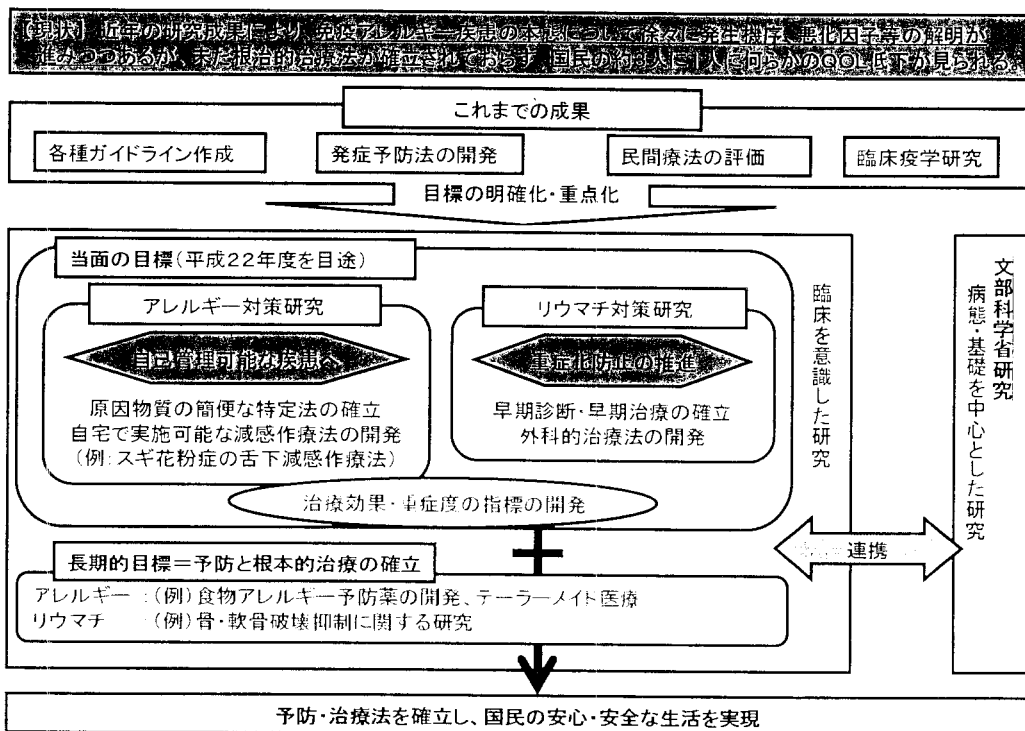 【現状】近年の研究成果により、免疫アレルギー疾患の本態について徐々に発生機序、悪化因子等の解明が
進みつつあるが、未だ根治的治療法が確立されておらず、国民の約3人に1人に何らかのQOL低下が見られる
これまでの成果
各種ガイドライン作成
発症予防法の開発
民間療法の評価
臨床疫学研究
目標の明確化・重点化
当面の目標(平成22年度を目途)
アレルギー対策研究
自己管理可能な疾患へ
原因物質の簡便な特定法の確立
自宅で実施可能な減感作療法の開発
(例:スギ花粉症の舌下減感作療法)
リウマチ対策研究
重症化防止の推進
早期診断・早期治療の確立
外科的治療法の開発
治療効果・重症度の指標の開発
臨床を意識した研究
文部科学省研究
病態・基礎を中心とした研究
連携
長期的目標=予防と根本的治療の確立
アレルギー:(例)食物アレルギー予防薬の開発、テーラーメイド医療
リウマチ :(例)骨・軟骨破壊抑制に関する研究
予防・治療法を確立し、国民の安心・安全な生活を実現